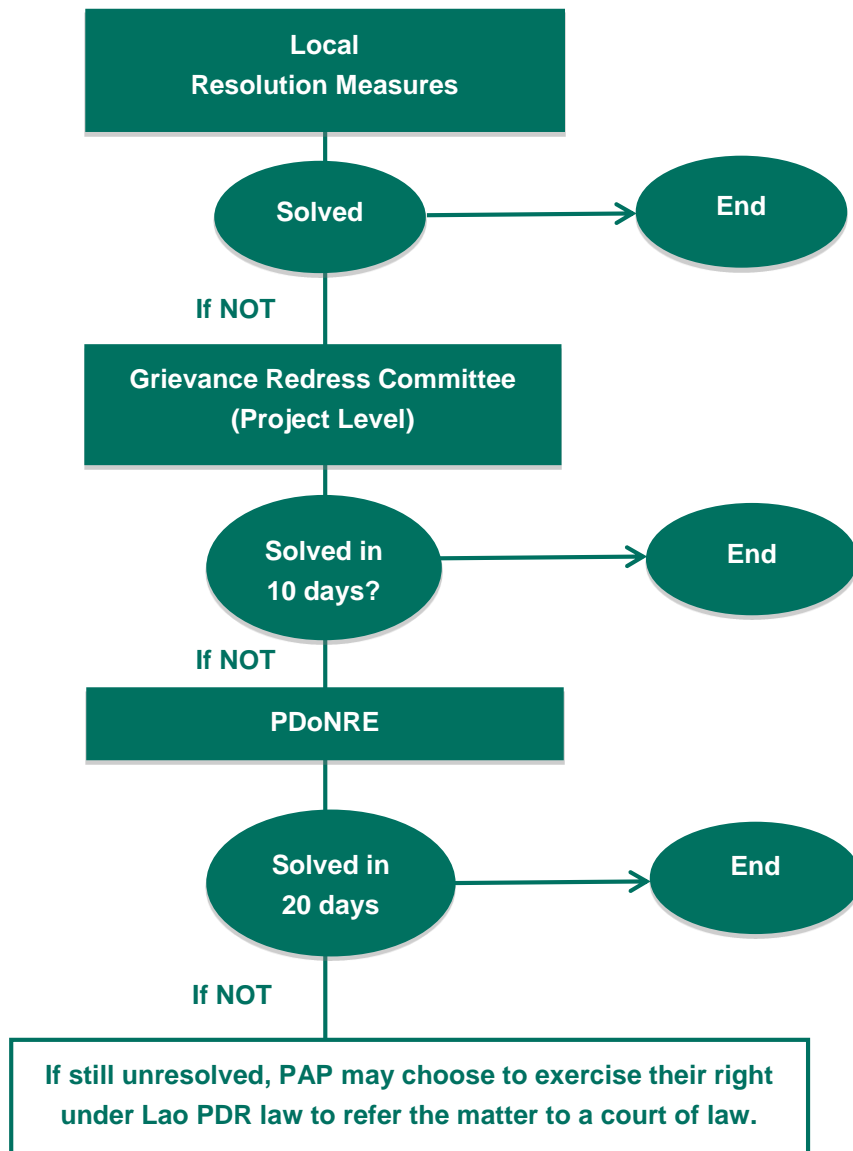 Local
Resolution Measures
Solved
End
If NOT
Grievance Redress Committee
(Project Level)
Solved in
10 days?
End
If NOT
PDoNRE
Solved in
20 days
End
If NOT
If still unresolved, PAP may choose to exercise their right
under Lao PDR law to refer the matter to a court of law.